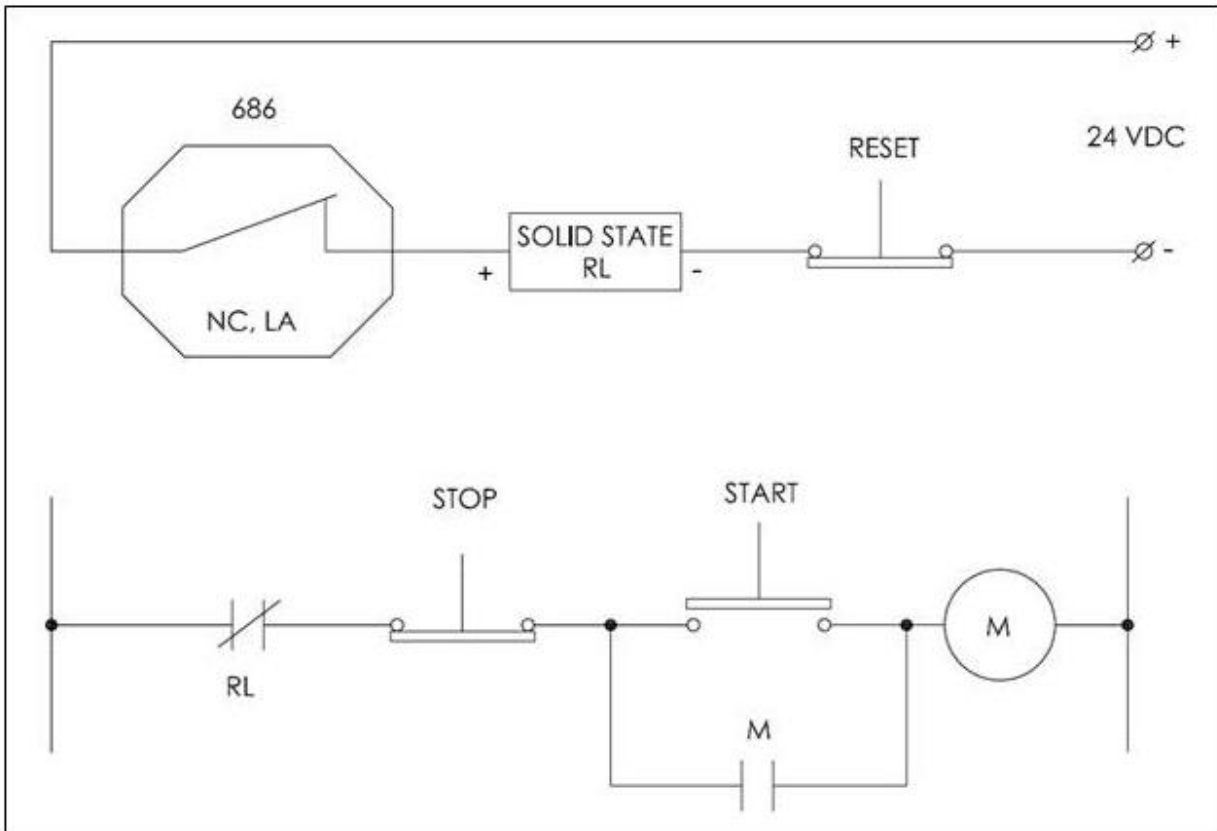 +
686
24 VDC
RESET
SOLID STATE
RL
+
-
-
NC, LA
STOP
START
RL
M
M